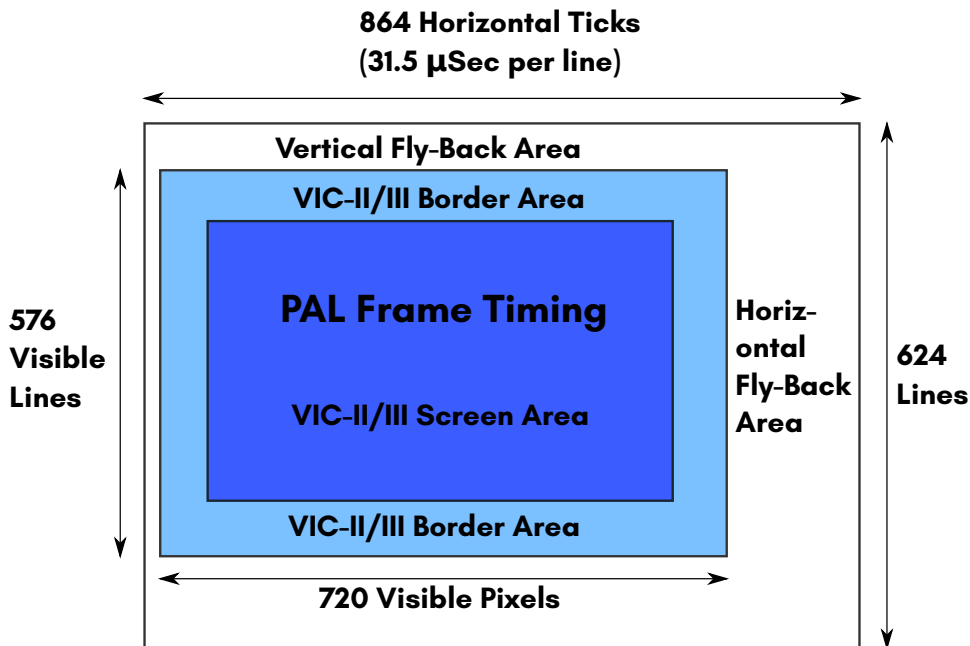 864 Horizontal Ticks
(31.5 µSec per line)
Vertical Fly-Back Area
VIC-II/III Border Area
PAL Frame Timing
576
Visible
Lines
Horiz-
ontal
Fly-Back
Area
624
Lines
VIC-II/III Screen Area
VIC-II/III Border Area
720 Visible Pixels